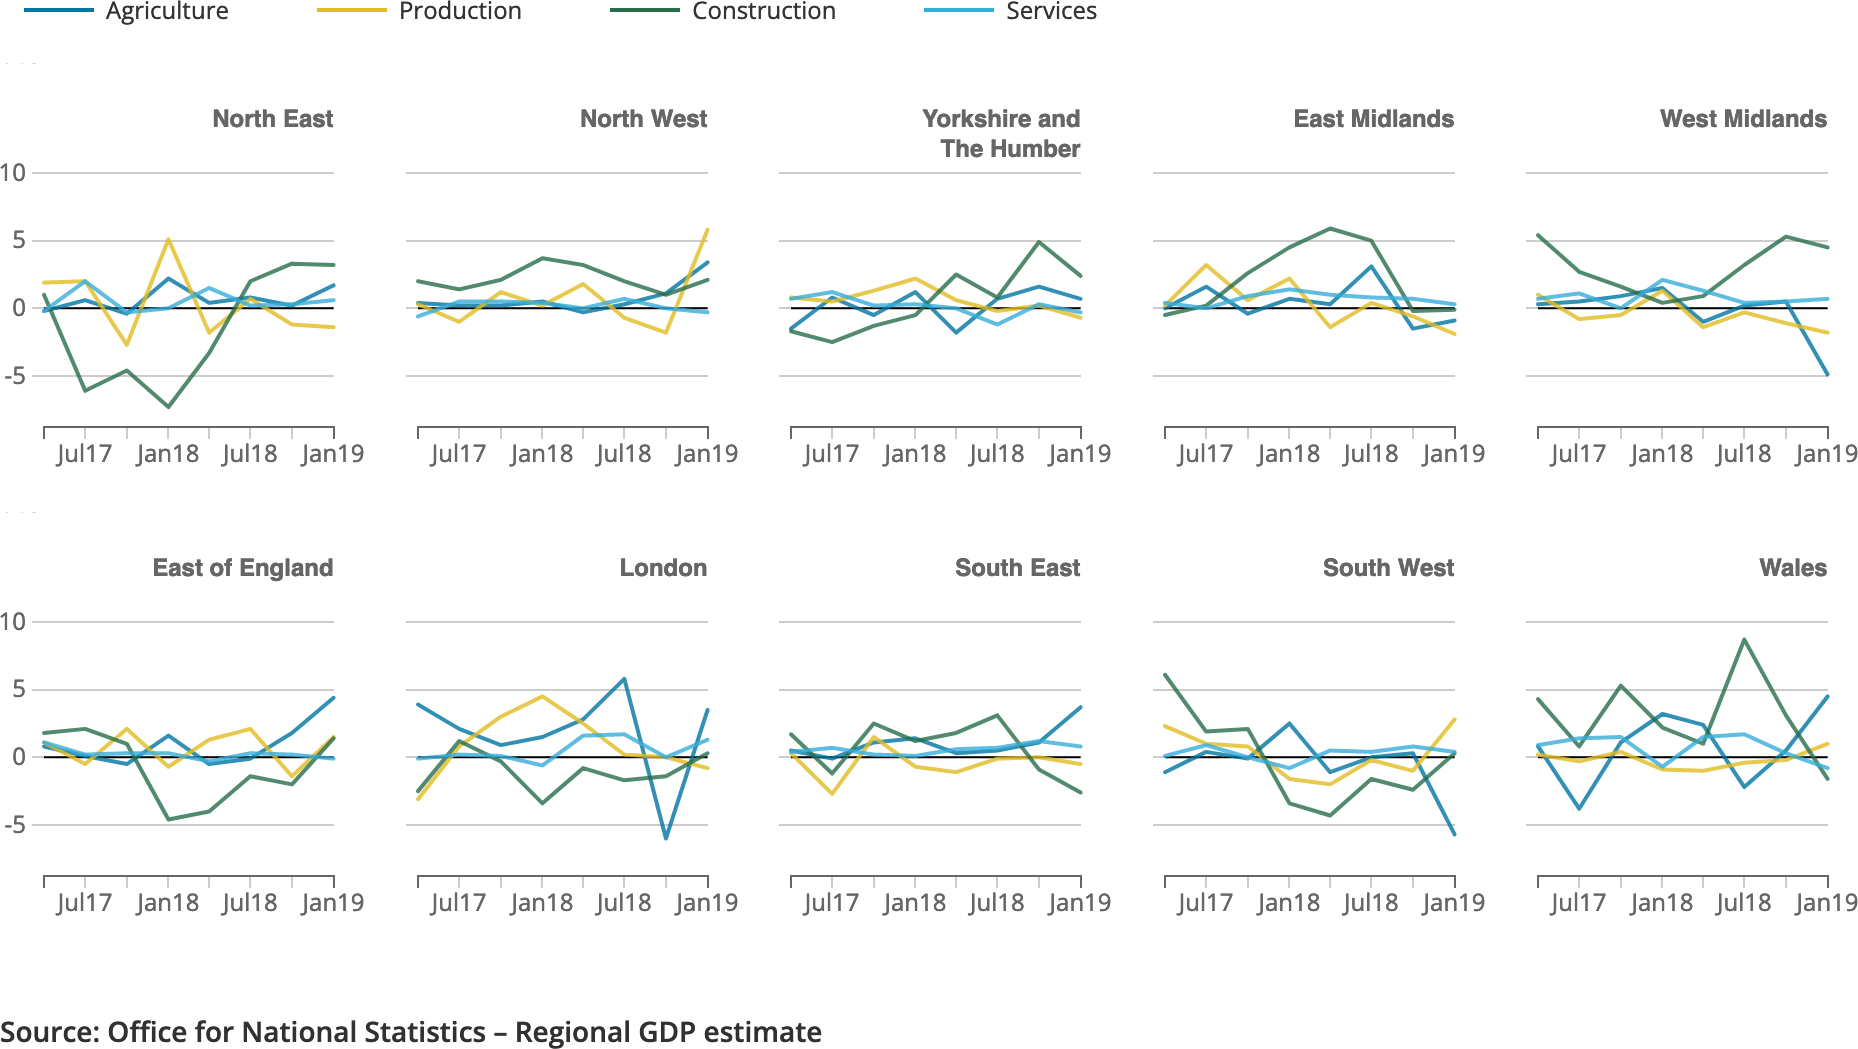 Agriculture Production Construction Services
North East North West Yorkshire and East Midlands West Midlands
The Humber
10
5
0
-5
Jul17 Jan18 Jul18 Jan19 Jul17 Jan18 Jul18 Jan19 Jul17 Jan18 Jul18 Jan19 Jul17 Jan18 Jul18 Jan19 Jul17 Jan18 Jul18 Jan19
East of England London South East South West Wales
10
5
0
-5
Jul17 Jan18 Jul18 Jan19 Jul17 Jan18 Jul18 Jan19 Jul17 Jan18 Jul18 Jan19 Jul17 Jan18 Jul18 Jan19 Jul17 Jan18 Jul18 Jan19
Source: Office for National Statistics – Regional GDP estimate